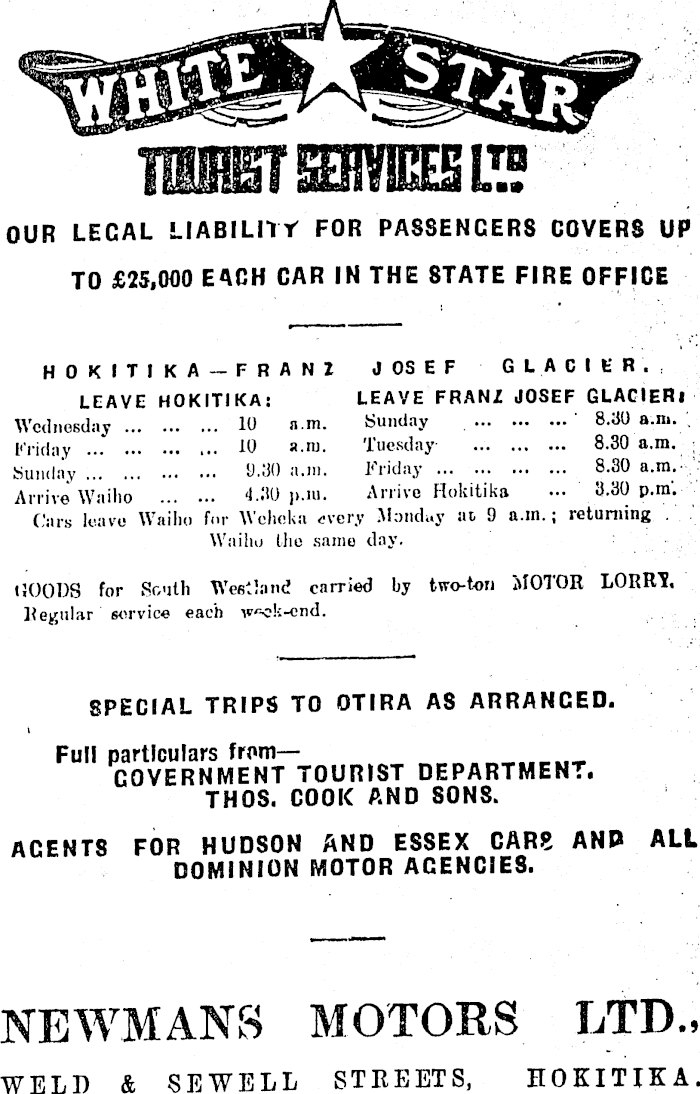 WHITE STAR
TOURIST SERVICES LTD.
OUR LEGAL LIABILITY FOR PASSENGERS COVERS UP
TO £25,000 EACH CAR IN THE STATE FIRE OFFICE
HOKITIKA—FRANZ JOSEF GLACIER.
LEAVE HOKITIKA:
Wednesday ... ... ... 10 a.m.
Friday ... ... ... ... 10 a.m.
Sunday ... ... ... ... 9.30 a.m.
Arrive Waiho ... ... 4.30 p.m.
LEAVE FRANZ JOSEF GLACIER:
Sunday ... ... ... 8.30 a.m.
Tuesday ... ... ... 8.30 a.m.
Friday ... ... ... ... 8.30 a.m.
Arrive Hokitika ... 3.30 p.m.
Cars leave Waiho for Weheka every Monday at 9 a.m.; returning
Waiho the same day.
GOODS for South Westland carried by two-ton MOTOR LORRY.
Regular service each week-end.
SPECIAL TRIPS TO OTIRA AS ARRANGED.
Full particulars from—
GOVERNMENT TOURIST DEPARTMENT.
THOS. COOK AND SONS.
AGENTS FOR HUDSON AND ESSEX CARS AND ALL
DOMINION MOTOR AGENCIES.
NEWMANS MOTORS LTD.,
WELD & SEWELL STREETS, HOKITIKA.